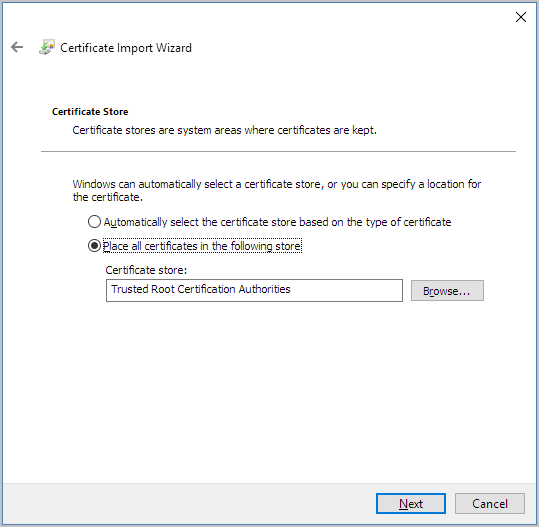 Certificate Import Wizard
Certificate Store
Certificate stores are system areas where certificates are kept.
Windows can automatically select a certificate store, or you can specify a location for
the certificate.
Automatically select the certificate store based on the type of certificate
Place all certificates in the following store
Certificate store:
Trusted Root Certification Authorities
Browse...
Next
Cancel